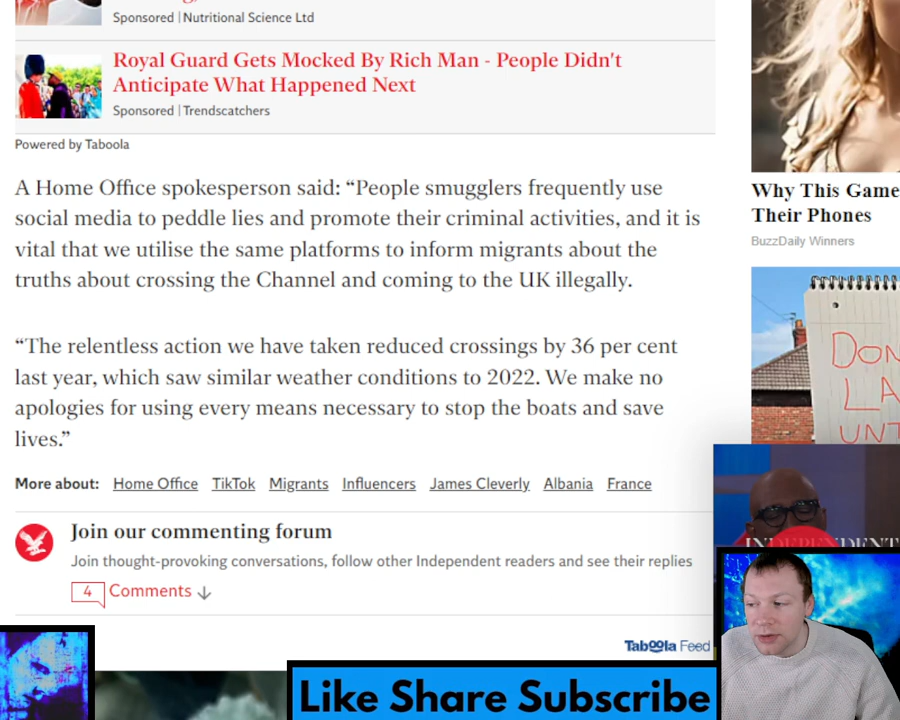 Sponsored | Nutritional Science Ltd
Royal Guard Gets Mocked By Rich Man - People Didn't
Anticipate What Happened Next
Sponsored | Trendscatchers
Powered by Taboola
A Home Office spokesperson said: “People smugglers frequently use
social media to peddle lies and promote their criminal activities, and it is
vital that we utilise the same platforms to inform migrants about the
truths about crossing the Channel and coming to the UK illegally.
“The relentless action we have taken reduced crossings by 36 per cent
last year, which saw similar weather conditions to 2022. We make no
apologies for using every means necessary to stop the boats and save
lives.”
More about: Home Office TikTok Migrants Influencers James Cleverly Albania France
Join our commenting forum
Join thought-provoking conversations, follow other Independent readers and see their replies
4 Comments
Taboola Feed
Why This Game
Their Phones
BuzzDaily Winners
DON
LA
UNT
INDEPENDENT
Like Share Subscribe